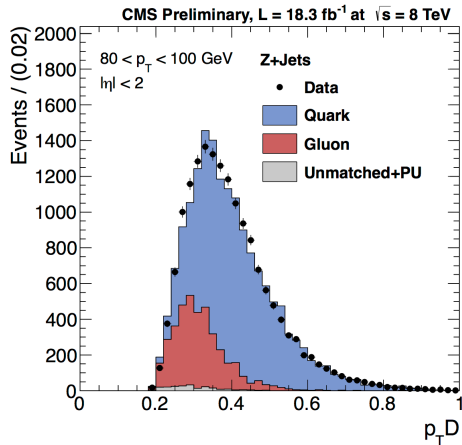 CMS Preliminary, L = 18.3 fb⁻¹ at √s = 8 TeV
Events / (0.02)
2000
1800
1600
1400
1200
1000
800
600
400
200
0
80 < p_T < 100 GeV
|η| < 2
Z+Jets
Data
Quark
Gluon
Unmatched+PU
0 0.2 0.4 0.6 0.8 1
p_TD